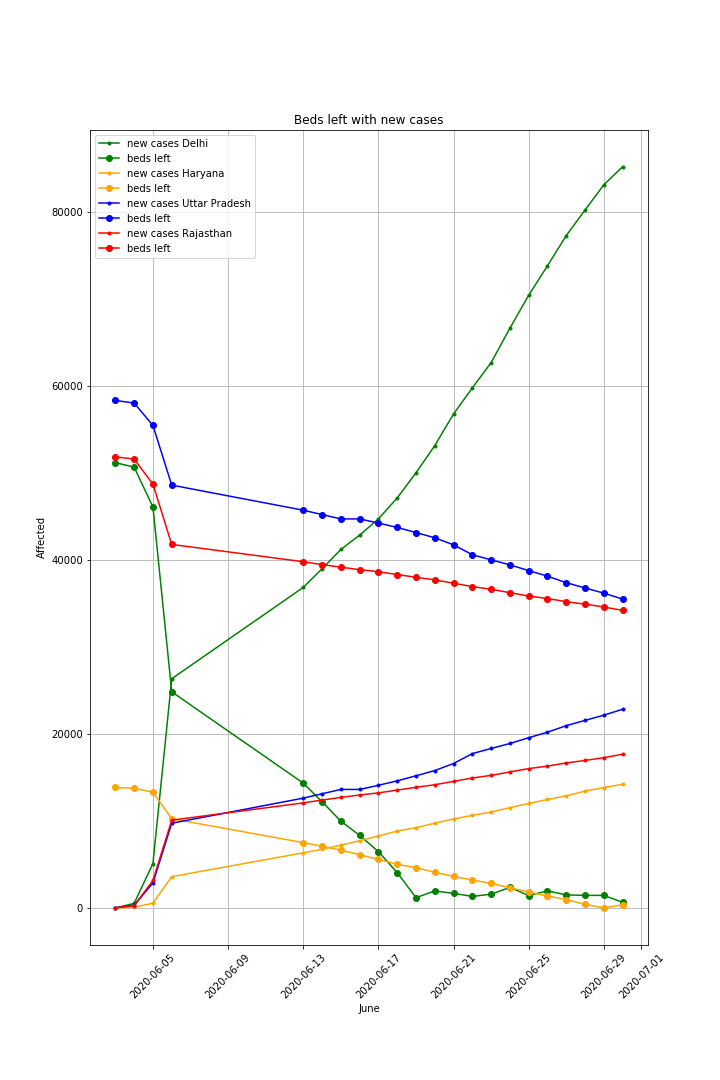 Beds left with new cases
new cases Delhi
beds left
new cases Haryana
beds left
new cases Uttar Pradesh
beds left
new cases Rajasthan
beds left
80000
60000
40000
20000
0
Affected
2020-06-05
2020-06-09
2020-06-13
2020-06-17
2020-06-21
2020-06-25
2020-06-29
2020-07-01
June